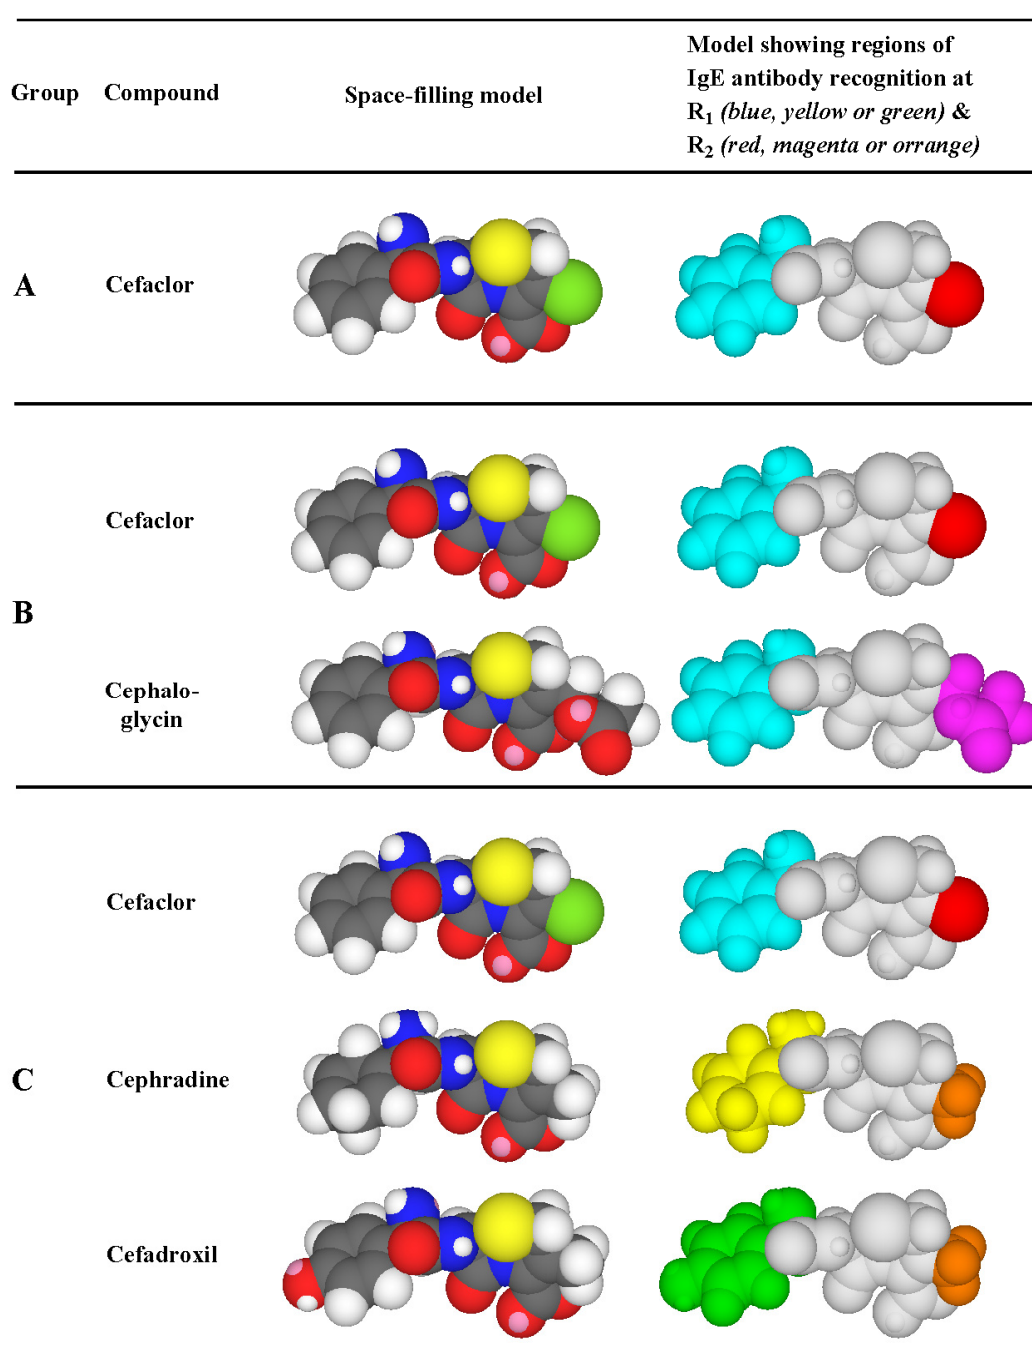 Group Compound Space-filling model
Model showing regions of
IgE antibody recognition at
R1 (blue, yellow or green) &
R2 (red, magenta or orrange)
A Cefaclor
Cefaclor
B
Cephalo-
glycin
Cefaclor
C Cephradine
Cefadroxil